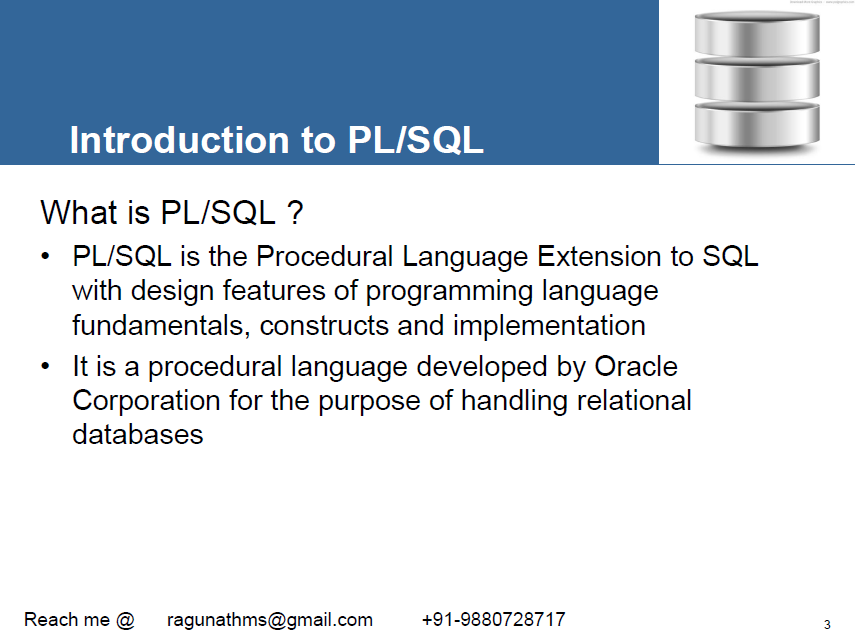 Introduction to PL/SQL
What is PL/SQL ?
• PL/SQL is the Procedural Language Extension to SQL
with design features of programming language
fundamentals, constructs and implementation
• It is a procedural language developed by Oracle
Corporation for the purpose of handling relational
databases
Reach me @ ragunathms@gmail.com +91-9880728717
3